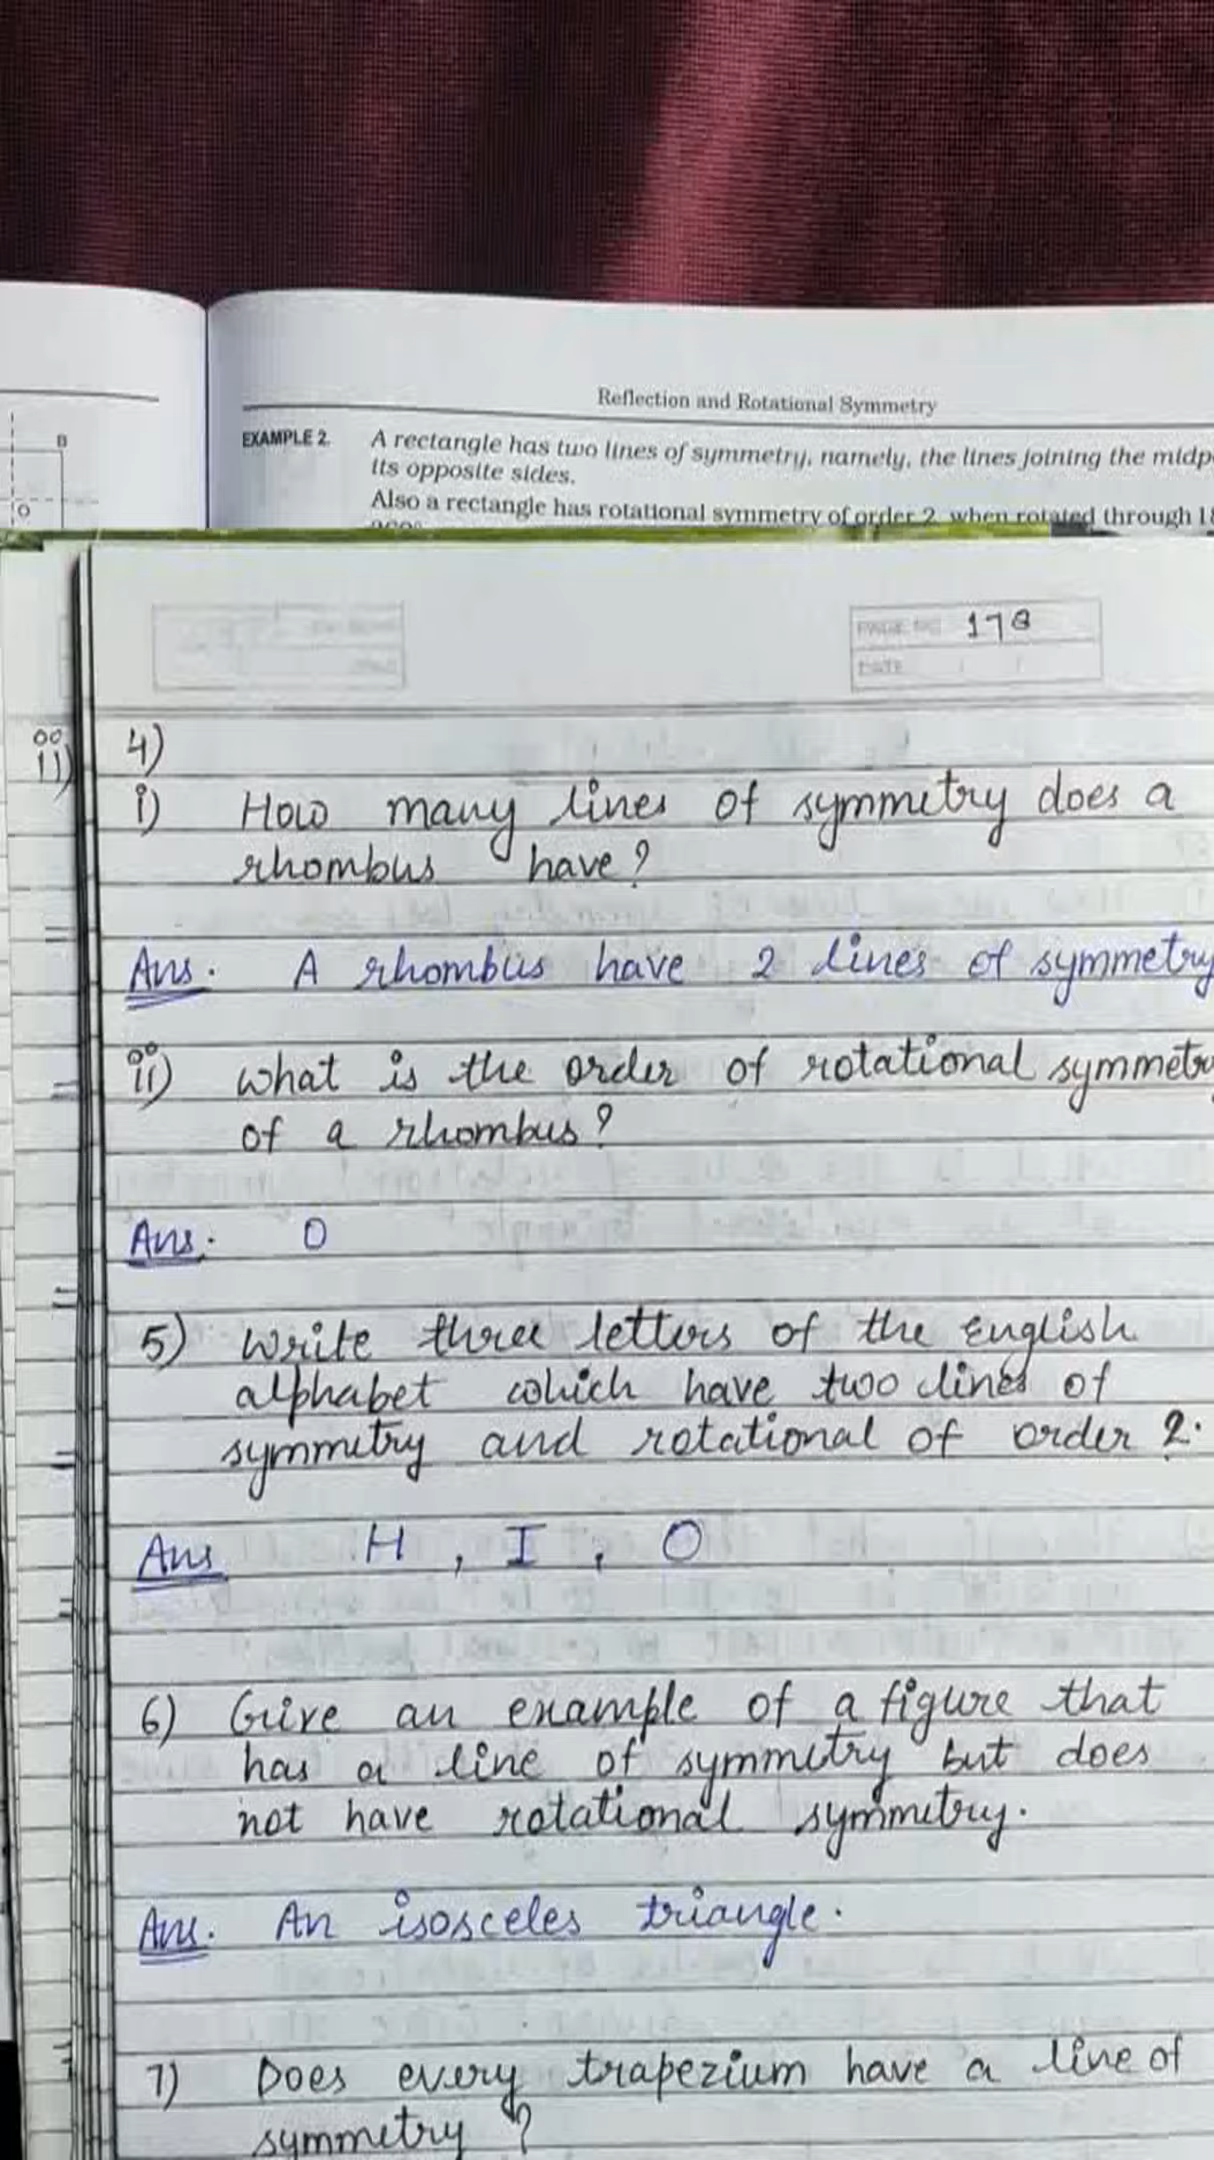 B
O
Reflection and Rotational Symmetry
EXAMPLE 2. A rectangle has two lines of symmetry, namely, the lines joining the midp
its opposite sides.
Also a rectangle has rotational symmetry of order 2, when rotated through 18
PAGE NO 178
DATE
ii)
4)
i) How many lines of symmetry does a
rhombus have?
Ans. A rhombus have 2 lines of symmetry
ii) what is the order of rotational symmetry
of a rhombus?
Ans. 0
5) Write three letters of the English
alphabet which have two lines of
symmetry and rotational of order 2.
Ans H , I , O
6) Give an example of a figure that
has a line of symmetry but does
not have rotational symmetry.
Ans. An isosceles triangle.
7) Does every trapezium have a line of
symmetry ?